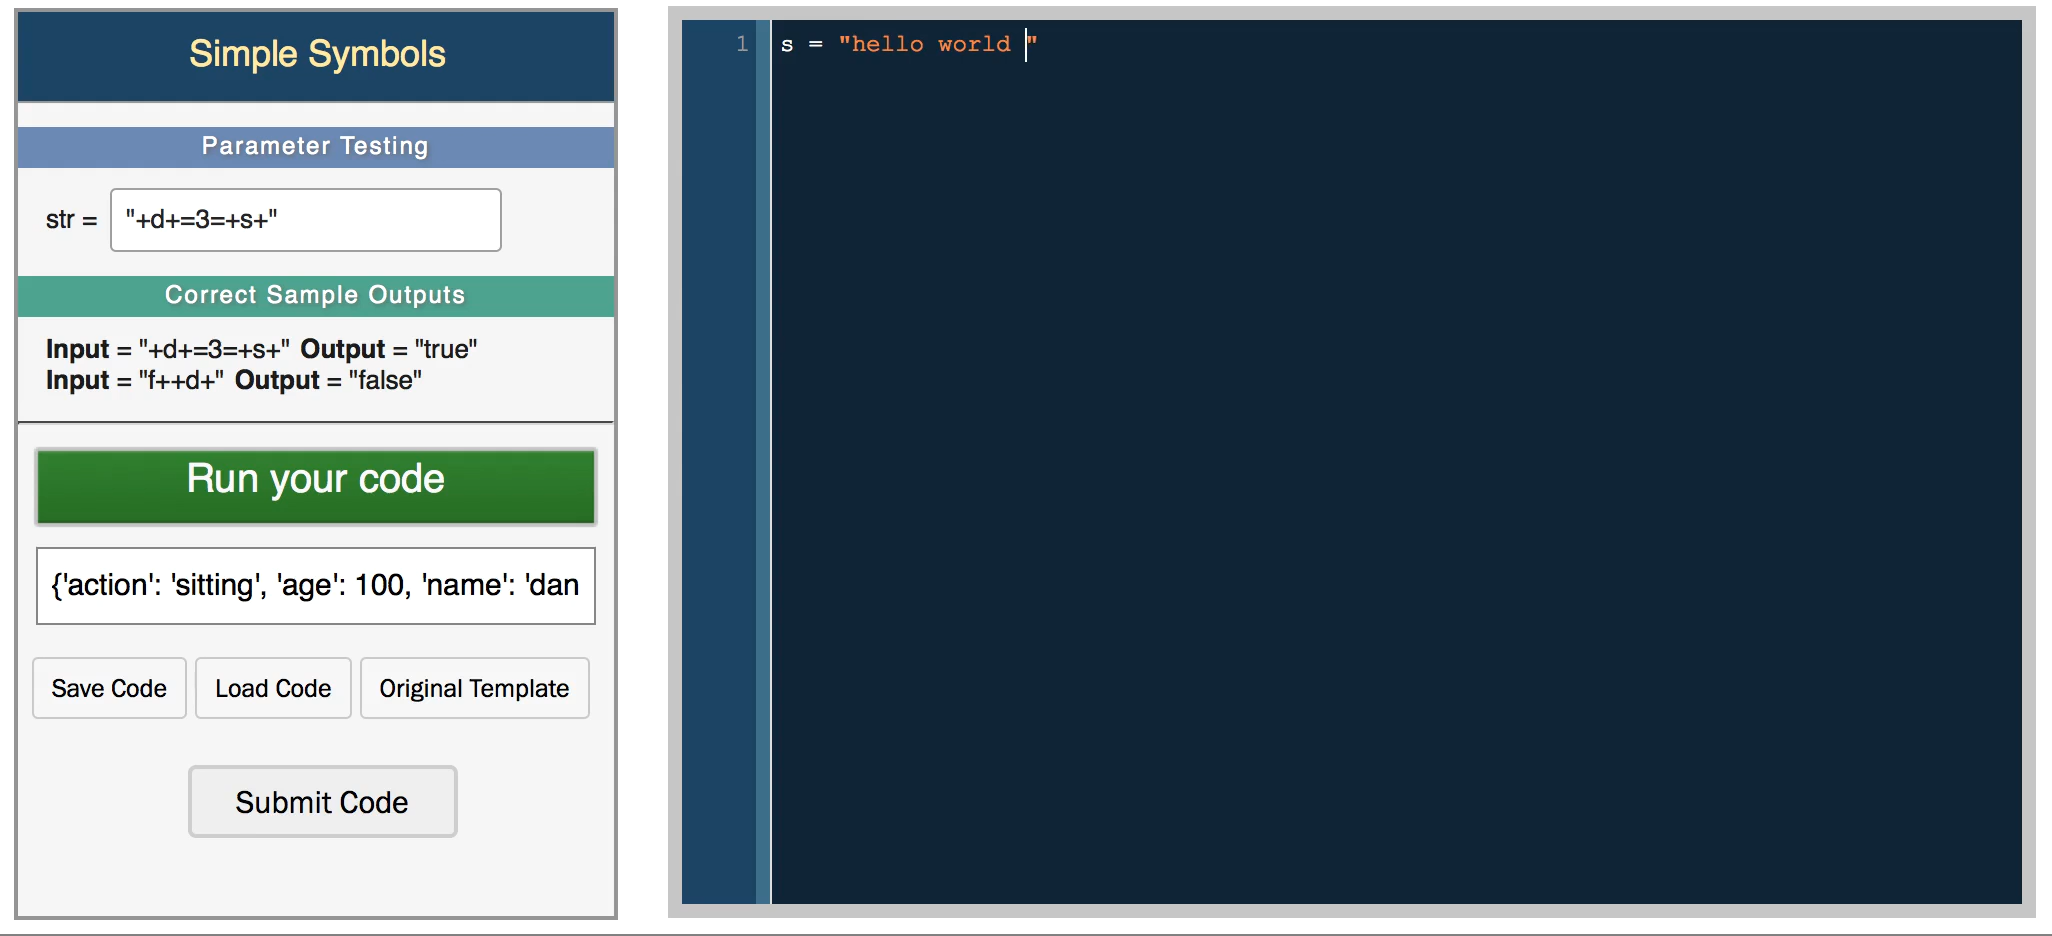 Simple Symbols
Parameter Testing
str = "+d+=3=+s+"
Correct Sample Outputs
Input = "+d+=3=+s+" Output = "true"
Input = "f++d+" Output = "false"
Run your code
{'action': 'sitting', 'age': 100, 'name': 'dan
Save Code Load Code Original Template
Submit Code
1 s = "hello world "